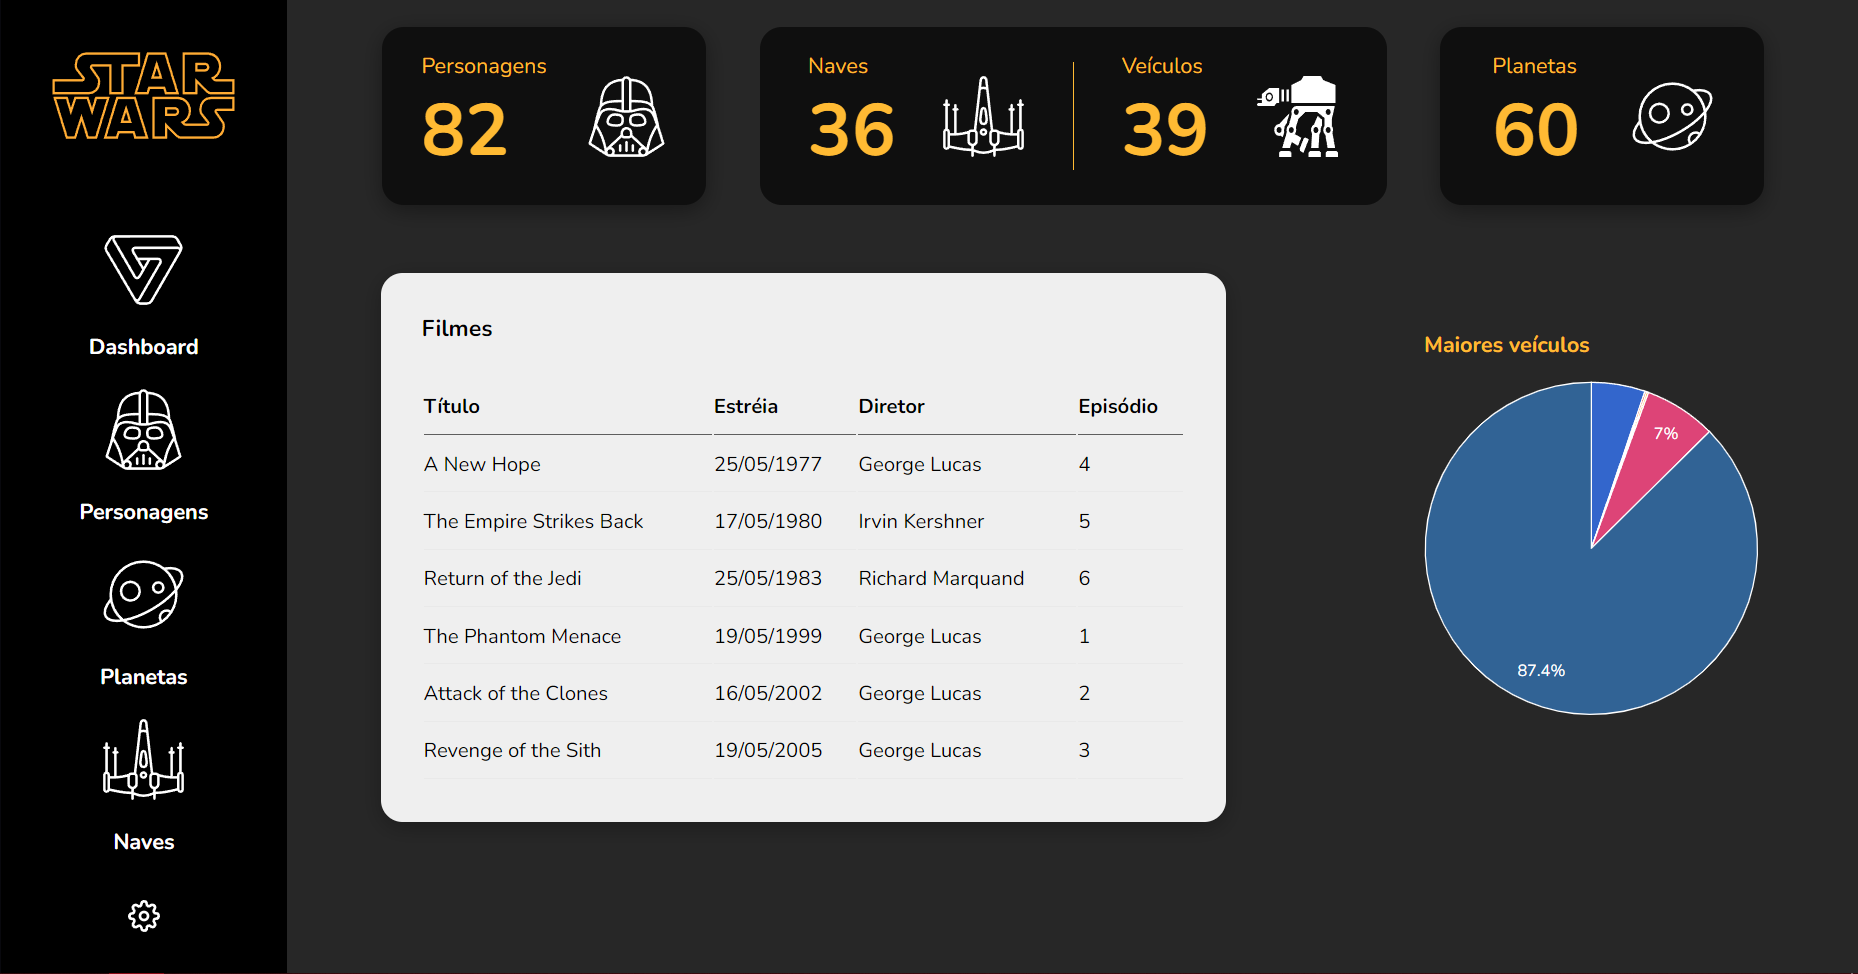 STAR
WARS
Dashboard
Personagens
Planetas
Naves
Personagens
82
Naves
36
Veículos
39
Planetas
60
Filmes
Título Estréia Diretor Episódio
A New Hope 25/05/1977 George Lucas 4
The Empire Strikes Back 17/05/1980 Irvin Kershner 5
Return of the Jedi 25/05/1983 Richard Marquand 6
The Phantom Menace 19/05/1999 George Lucas 1
Attack of the Clones 16/05/2002 George Lucas 2
Revenge of the Sith 19/05/2005 George Lucas 3
Maiores veículos
7%
87.4%